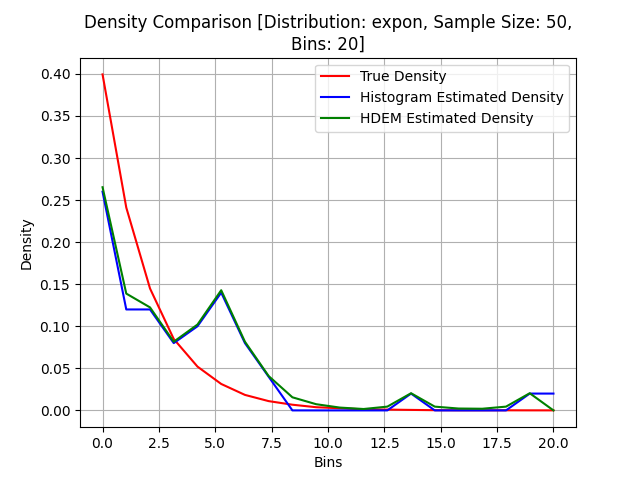 Density Comparison [Distribution: expon, Sample Size: 50,
Bins: 20]
True Density
Histogram Estimated Density
HDEM Estimated Density
0.40
0.35
0.30
0.25
0.20
0.15
0.10
0.05
0.00
Density
0.0 2.5 5.0 7.5 10.0 12.5 15.0 17.5 20.0
Bins